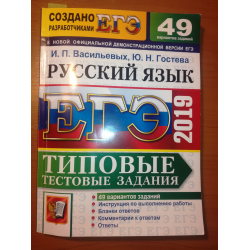 СОЗДАНО
РАЗРАБОТЧИКАМИ ЕГЭ
49
вариантов заданий
К НОВОЙ ОФИЦИАЛЬНОЙ ДЕМОНСТРАЦИОННОЙ ВЕРСИИ ЕГЭ
И. П. Васильевых, Ю. Н. Гостева
РУССКИЙ ЯЗЫК
ЕГЭ
2019
ТИПОВЫЕ
ТЕСТОВЫЕ ЗАДАНИЯ
49 вариантов заданий
Инструкция по выполнению работы
Бланки ответов
Комментарии к ответам
Ответы